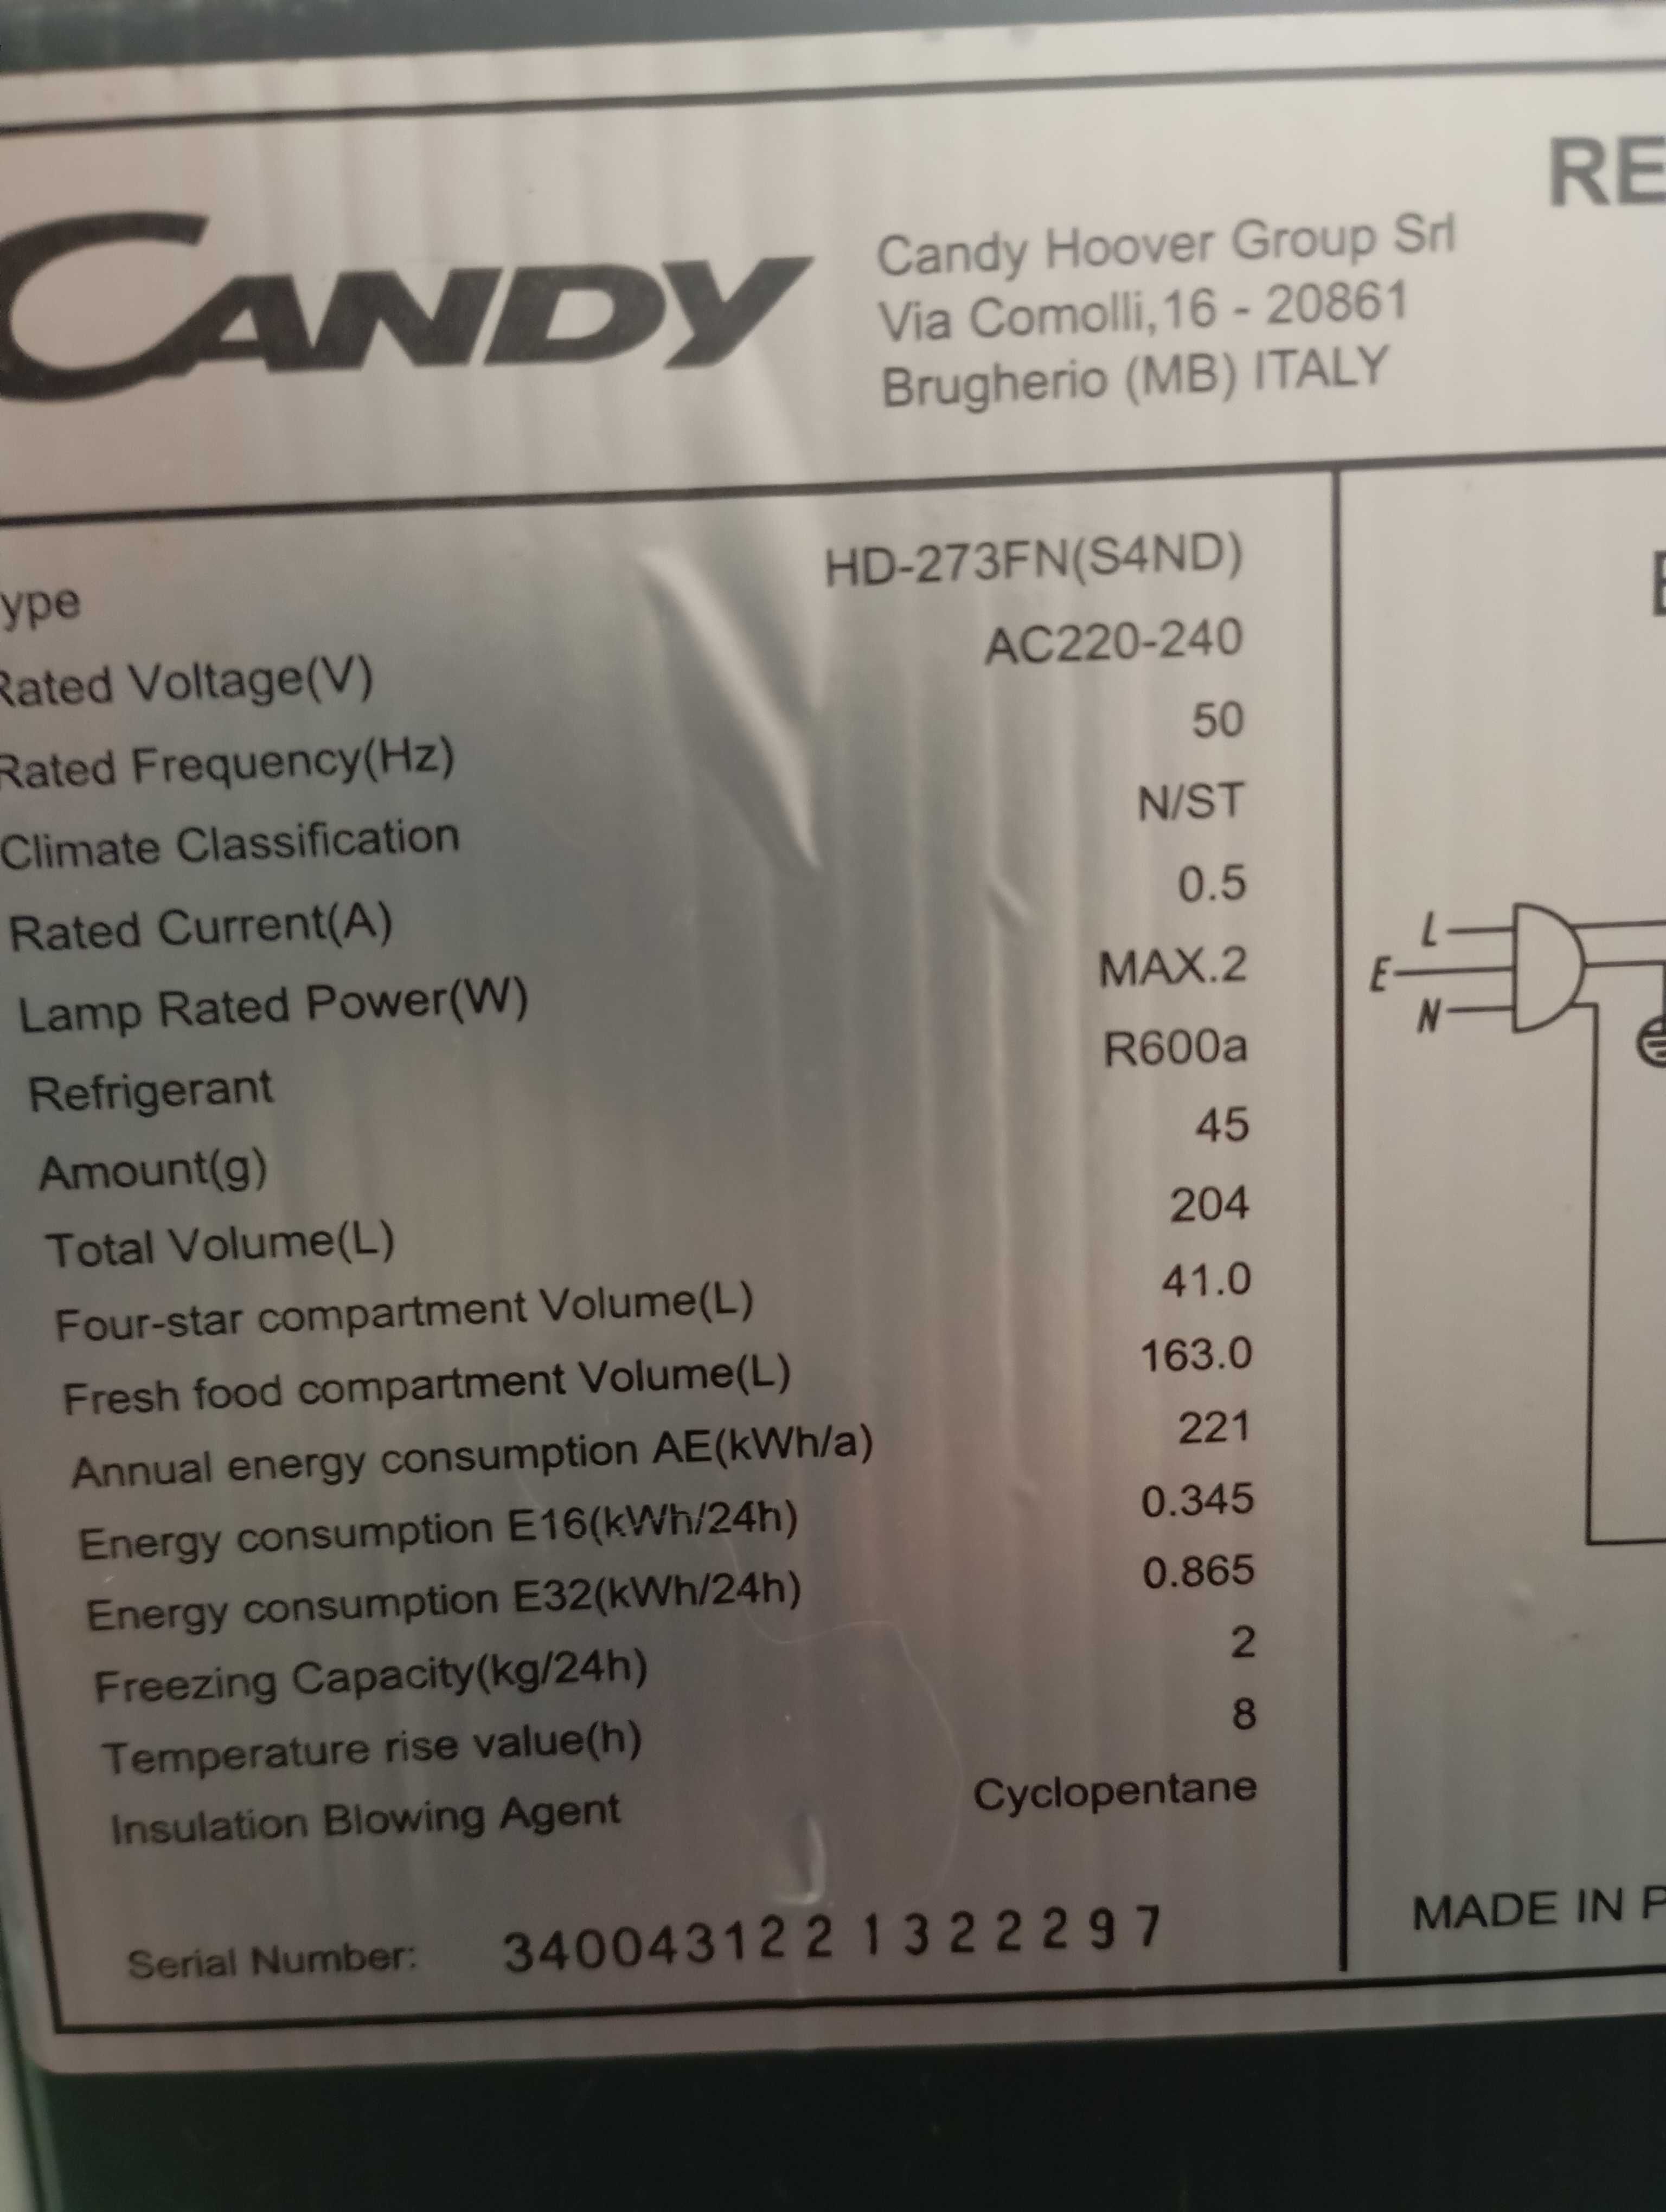 CANDY
Candy Hoover Group Srl
Via Comolli,16 - 20861
Brugherio (MB) ITALY
RE
ype HD-273FN(S4ND)
Rated Voltage(V) AC220-240
Rated Frequency(Hz) 50
Climate Classification N/ST
Rated Current(A) 0.5
Lamp Rated Power(W) MAX.2
Refrigerant R600a
Amount(g) 45
Total Volume(L) 204
Four-star compartment Volume(L) 41.0
Fresh food compartment Volume(L) 163.0
Annual energy consumption AE(kWh/a) 221
Energy consumption E16(kWh/24h) 0.345
Energy consumption E32(kWh/24h) 0.865
Freezing Capacity(kg/24h) 2
Temperature rise value(h) 8
Insulation Blowing Agent Cyclopentane
Serial Number: 3400431221322297
L
E
N
MADE IN P